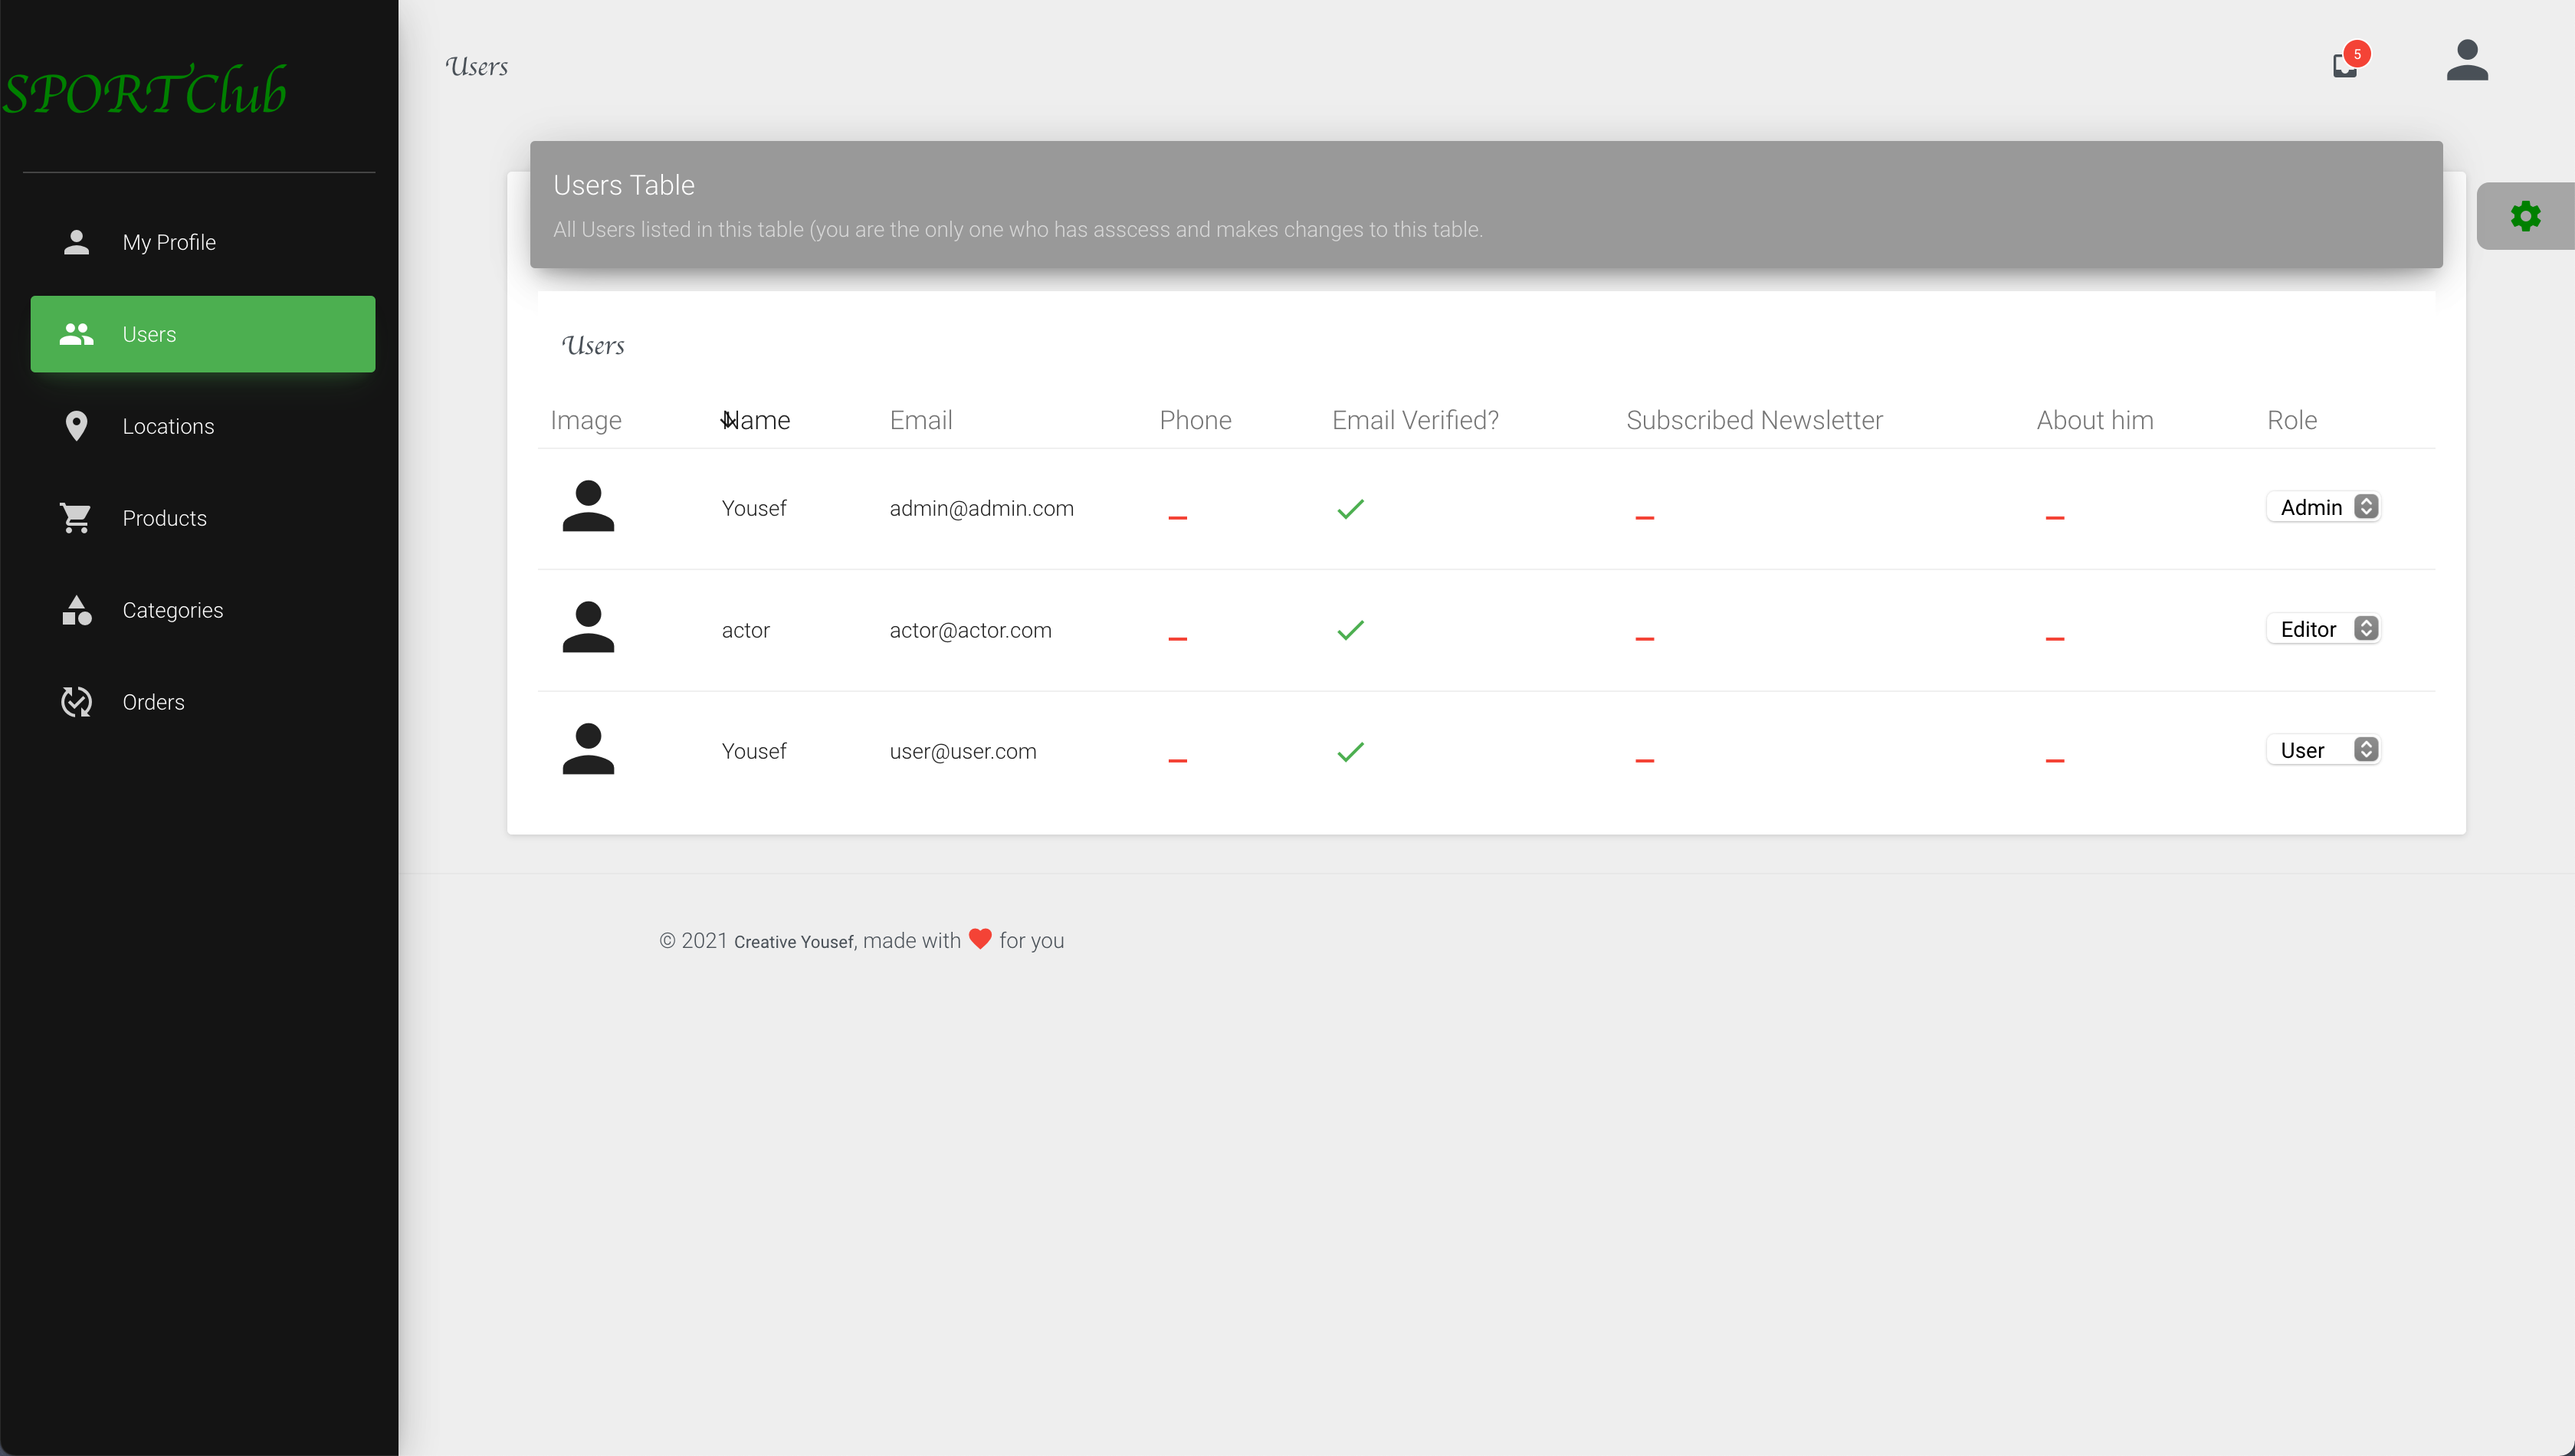 SPORTClub
My Profile
Users
Locations
Products
Categories
Orders
Users
5
Users Table
All Users listed in this table (you are the only one who has asscess and makes changes to this table.
Users
Image Name Email Phone Email Verified? Subscribed Newsletter About him Role
Yousef admin@admin.com Admin
actor actor@actor.com Editor
Yousef user@user.com User
© 2021 Creative Yousef, made with for you